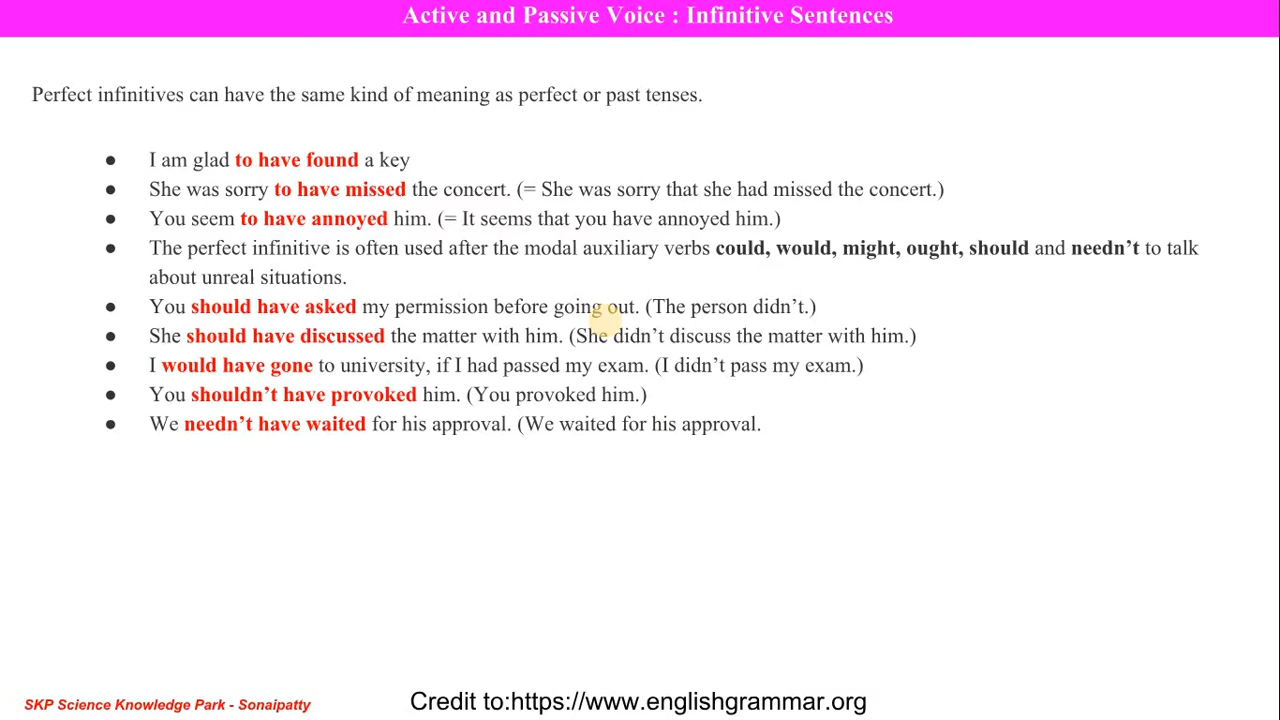 Active and Passive Voice : Infinitive Sentences
Perfect infinitives can have the same kind of meaning as perfect or past tenses.
● I am glad to have found a key
● She was sorry to have missed the concert. (= She was sorry that she had missed the concert.)
● You seem to have annoyed him. (= It seems that you have annoyed him.)
● The perfect infinitive is often used after the modal auxiliary verbs could, would, might, ought, should and needn’t to talk
about unreal situations.
● You should have asked my permission before going out. (The person didn’t.)
● She should have discussed the matter with him. (She didn’t discuss the matter with him.)
● I would have gone to university, if I had passed my exam. (I didn’t pass my exam.)
● You shouldn’t have provoked him. (You provoked him.)
● We needn’t have waited for his approval. (We waited for his approval.
SKP Science Knowledge Park - Sonaipatty
Credit to:https://www.englishgrammar.org